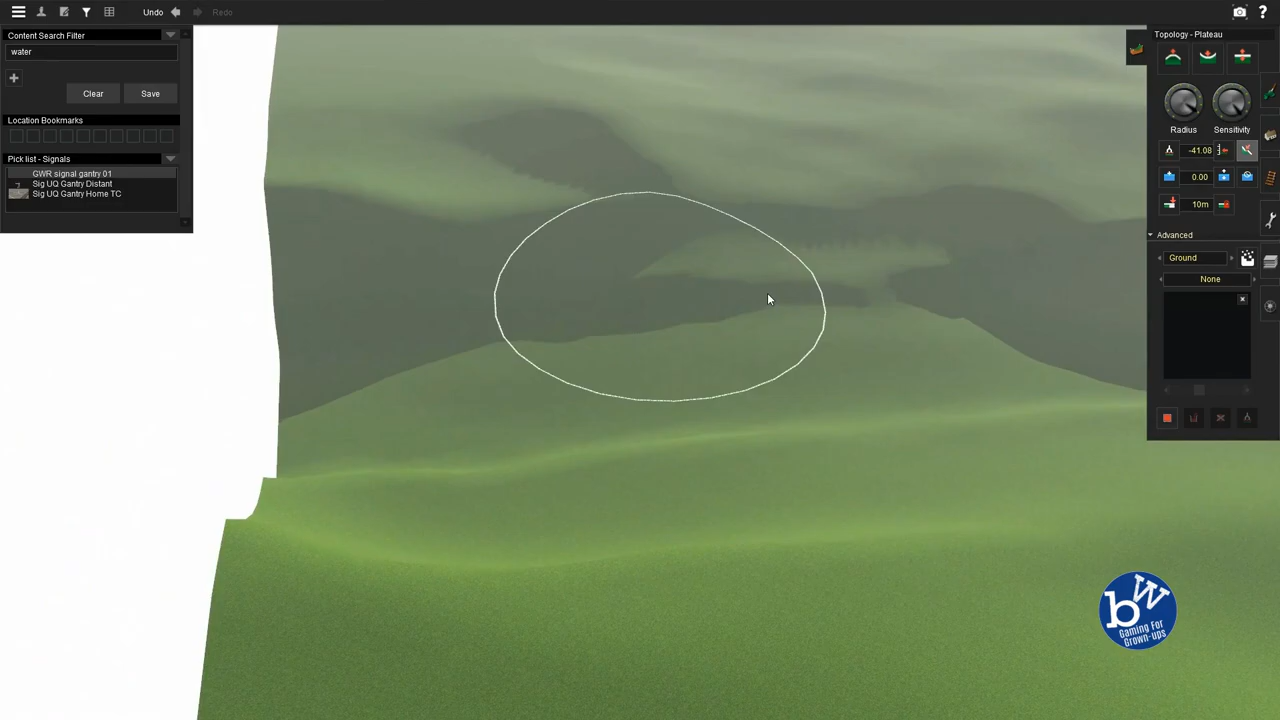 Undo
Redo
?
Content Search Filter
water
Clear
Save
Location Bookmarks
Pick list - Signals
GWR signal gantry 01
Sig UQ Gantry Distant
Sig UQ Gantry Home TC
Topology - Plateau
Radius
Sensitivity
-41.08
0.00
10m
Advanced
Ground
None
bW
Gaming For
Grown-ups